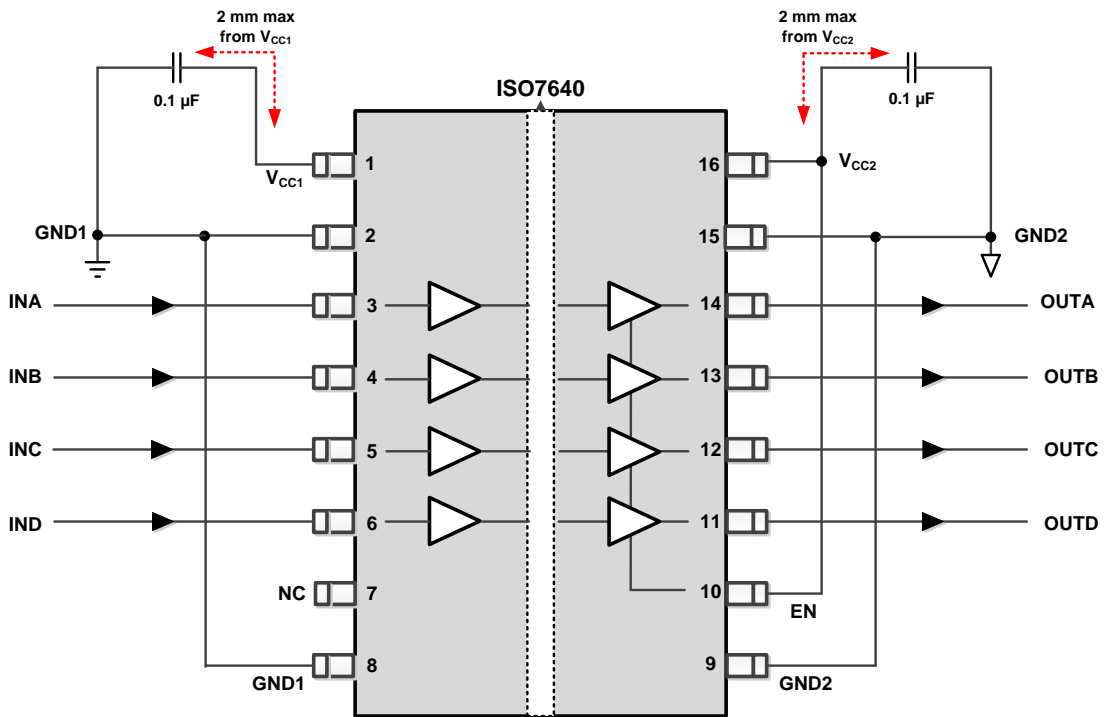 2 mm max
from VCC1
2 mm max
from VCC2
0.1 µF
0.1 µF
ISO7640
1
16
VCC1
VCC2
GND1
2
15
GND2
INA
3
14
OUTA
INB
4
13
OUTB
INC
5
12
OUTC
IND
6
11
OUTD
NC
7
10
EN
8
9
GND1
GND2